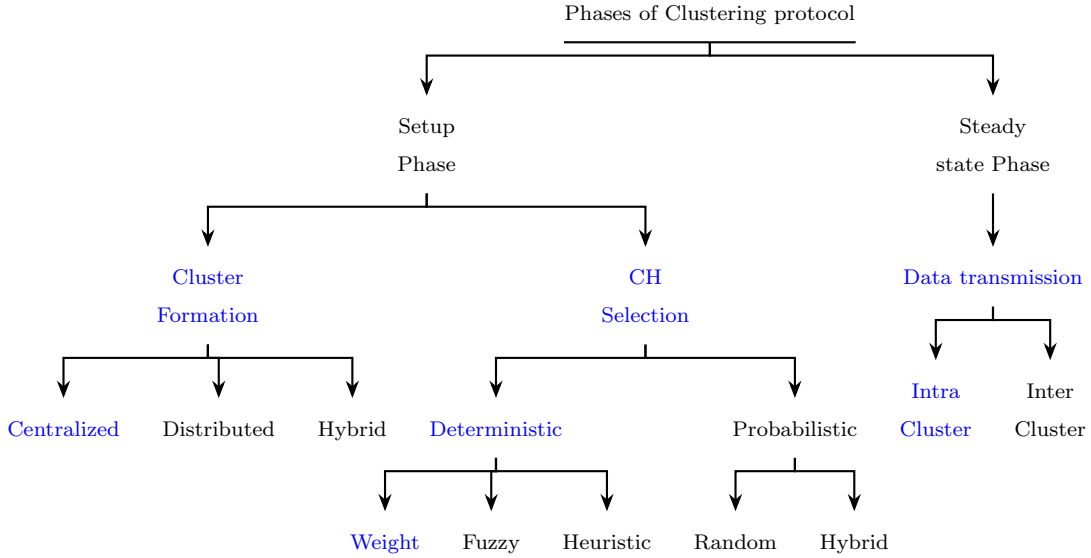 Phases of Clustering protocol
Setup
Phase
Steady
state Phase
Cluster
Formation
CH
Selection
Data transmission
Centralized
Distributed
Hybrid
Deterministic
Probabilistic
Intra
Cluster
Inter
Cluster
Weight
Fuzzy
Heuristic
Random
Hybrid